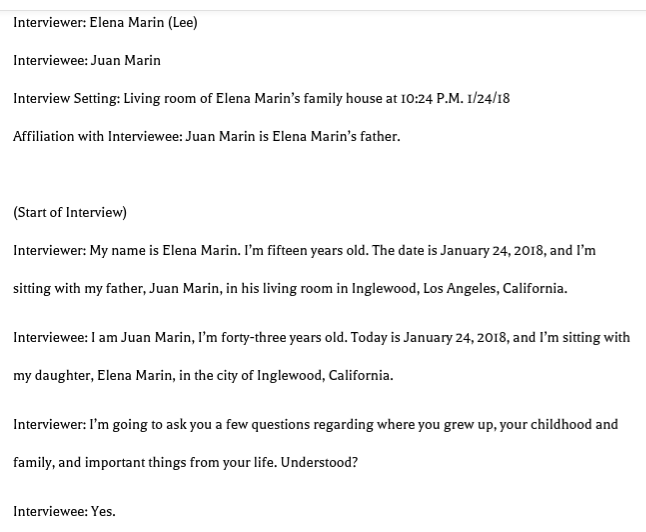 Interviewer: Elena Marin (Lee)
Interviewee: Juan Marin
Interview Setting: Living room of Elena Marin’s family house at 10:24 P.M. 1/24/18
Affiliation with Interviewee: Juan Marin is Elena Marin’s father.
(Start of Interview)
Interviewer: My name is Elena Marin. I’m fifteen years old. The date is January 24, 2018, and I’m
sitting with my father, Juan Marin, in his living room in Inglewood, Los Angeles, California.
Interviewee: I am Juan Marin, I’m forty-three years old. Today is January 24, 2018, and I’m sitting with
my daughter, Elena Marin, in the city of Inglewood, California.
Interviewer: I’m going to ask you a few questions regarding where you grew up, your childhood and
family, and important things from your life. Understood?
Interviewee: Yes.